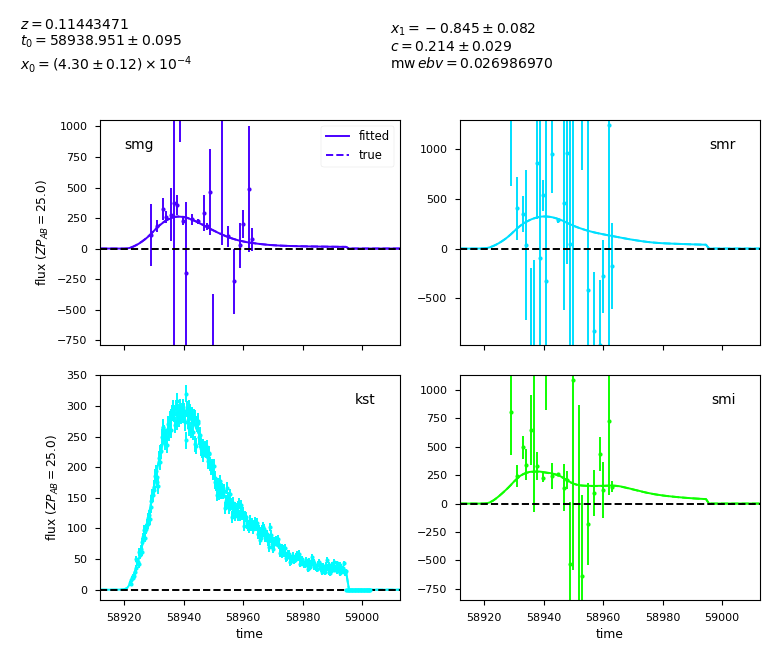 z = 0.11443471
t₀ = 58938.951 ± 0.095
x₀ = (4.30 ± 0.12) × 10⁻⁴
x₁ = −0.845 ± 0.082
c = 0.214 ± 0.029
mw ebv = 0.026986970
smg
fitted
true
1000
750
500
250
0
−250
−500
−750
flux (ZP_AB = 25.0)
smr
1000
500
0
−500
kst
350
300
250
200
150
100
50
0
flux (ZP_AB = 25.0)
58920 58940 58960 58980 59000
time
smi
1000
750
500
250
0
−250
−500
−750
58920 58940 58960 58980 59000
time